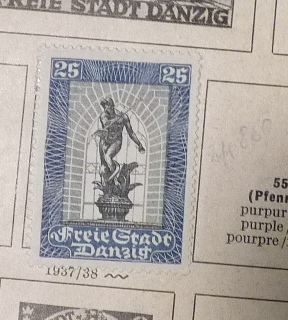 FREIE STADT DANZIG
25 25
Freie Stadt
Danzig
1937/38
55
(Pfenn
purpur
purple /
pourpre /